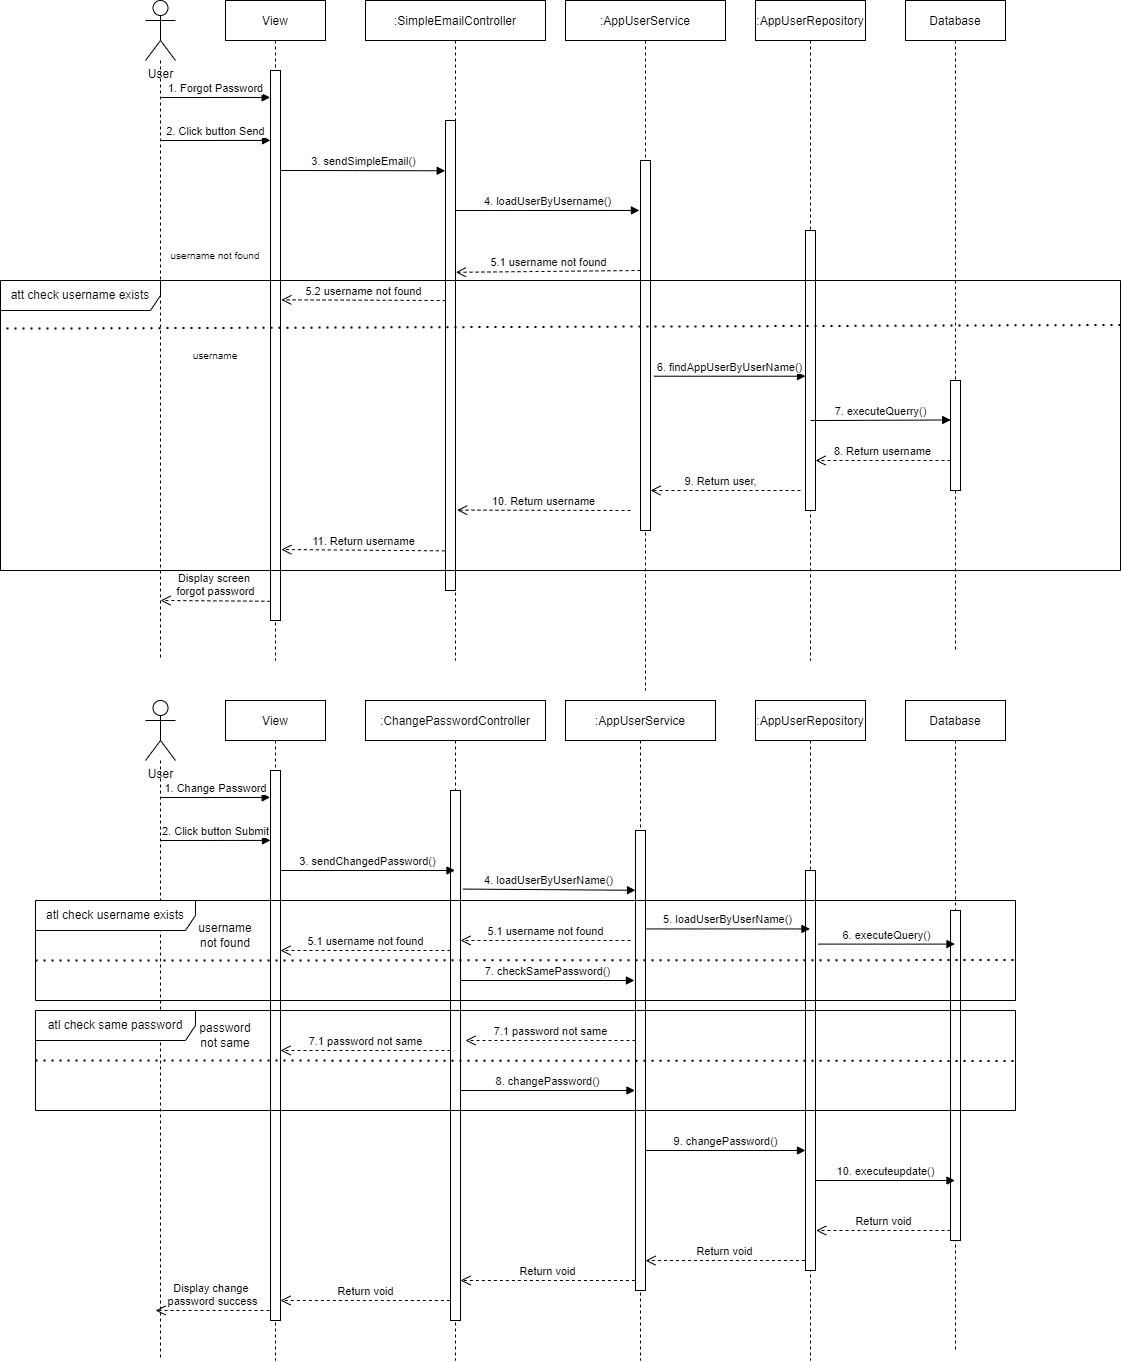 View
:SimpleEmailController
:AppUserService
:AppUserRepository
Database
User
1. Forgot Password
2. Click button Send
3. sendSimpleEmail()
4. loadUserByUsername()
username not found
5.1 username not found
att check username exists
5.2 username not found
username
6. findAppUserByUserName()
7. executeQuerry()
8. Return username
9. Return user,
10. Return username
11. Return username
Display screen
forgot password
View
:ChangePasswordController
:AppUserService
:AppUserRepository
Database
User
1. Change Password
2. Click button Submit
3. sendChangedPassword()
4. loadUserByUserName()
atl check username exists
username
not found
5. loadUserByUserName()
5.1 username not found
5.1 username not found
6. executeQuery()
7. checkSamePassword()
atl check same password
password
not same
7.1 password not same
7.1 password not same
8. changePassword()
9. changePassword()
10. executeupdate()
Return void
Return void
Return void
Return void
Display change
password success